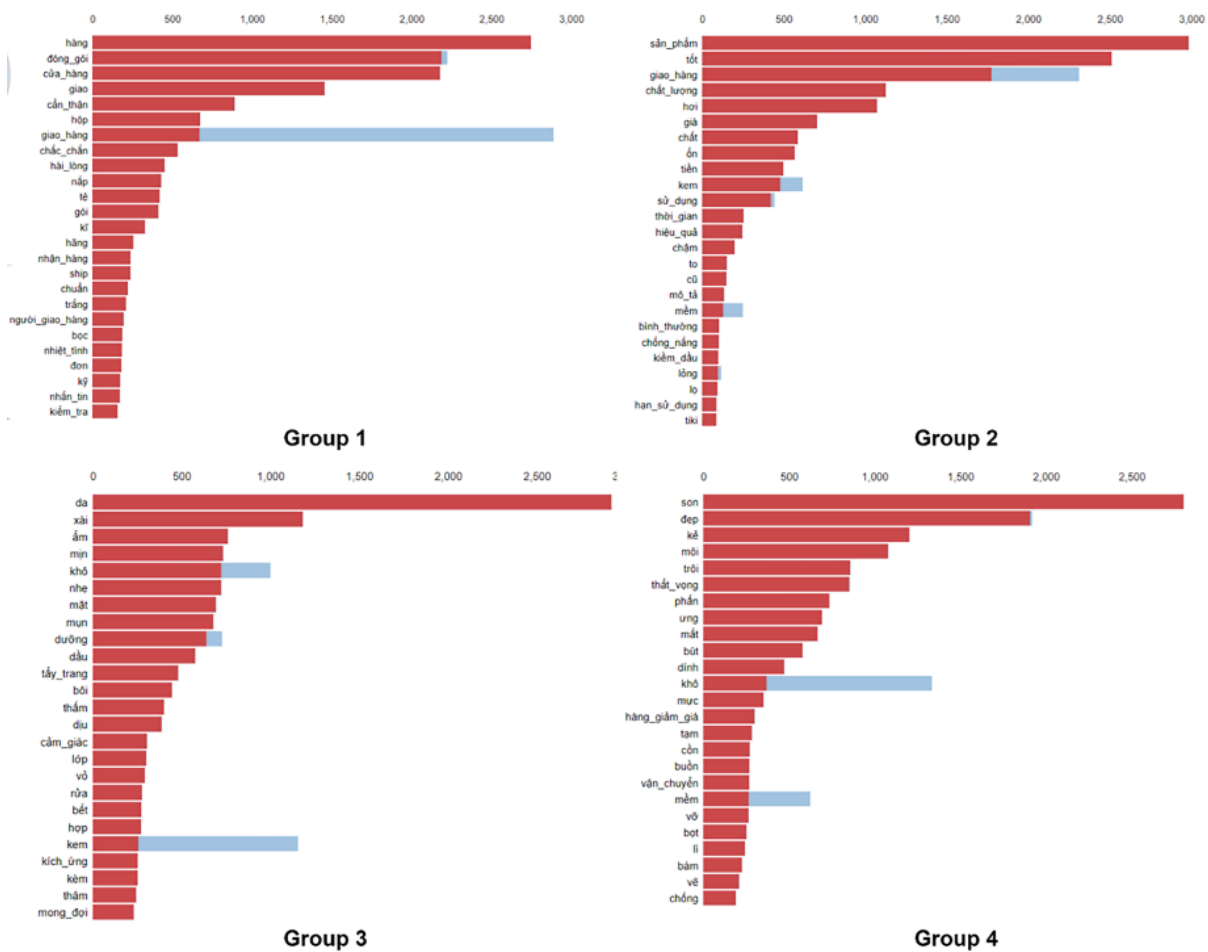 0 500 1,000 1,500 2,000 2,500 3,000
hàng
đóng_gói
cửa_hàng
giao
cẩn_thận
hộp
giao_hàng
chắc_chắn
hài_lòng
nắp
tệ
gói
kĩ
hãng
nhận_hàng
ship
chuẩn
trắng
người_giao_hàng
bọc
nhiệt_tình
đơn
kỹ
nhắn_tin
kiểm_tra
Group 1
0 500 1,000 1,500 2,000 2,500 3,000
sản_phẩm
tốt
giao_hàng
chất_lượng
hơi
giá
chất
ổn
tiền
kem
sử_dụng
thời_gian
hiệu_quả
chậm
to
cũ
mô_tả
mềm
bình_thường
chống_nắng
kiềm_dầu
lỏng
lọ
hạn_sử_dụng
tiki
Group 2
0 500 1,000 1,500 2,000 2,500
da
xài
ẩm
mịn
khô
nhẹ
mặt
mụn
dưỡng
dầu
tẩy_trang
bôi
thấm
dịu
cảm_giác
lớp
vỏ
rửa
bết
hợp
kem
kích_ứng
kèm
thâm
mong_đợi
Group 3
0 500 1,000 1,500 2,000 2,500
son
đẹp
kẻ
môi
trôi
thất_vọng
phấn
ưng
mắt
bút
dính
khô
mực
hàng_giảm_giá
tạm
cồn
buồn
vận_chuyển
mềm
vỡ
bọt
lì
bám
vẽ
chống
Group 4